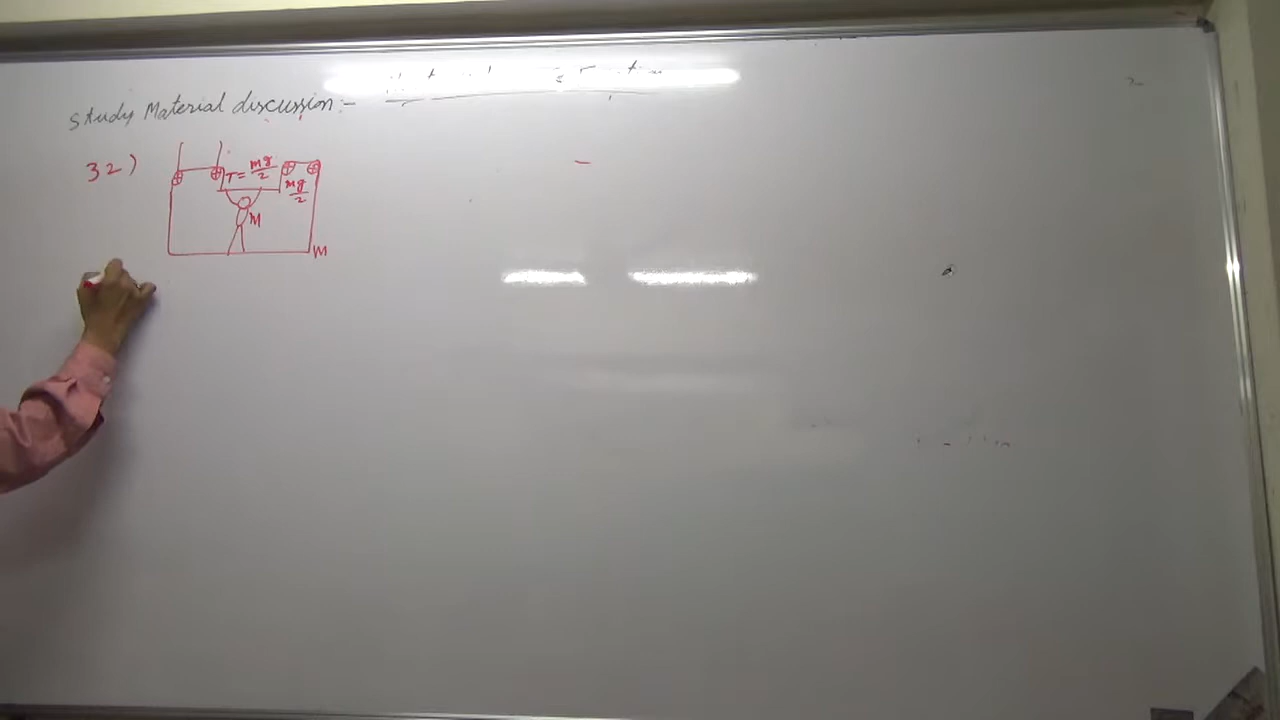 Study Material discussion :-
32)
T = mg/2
mg/2
M
m